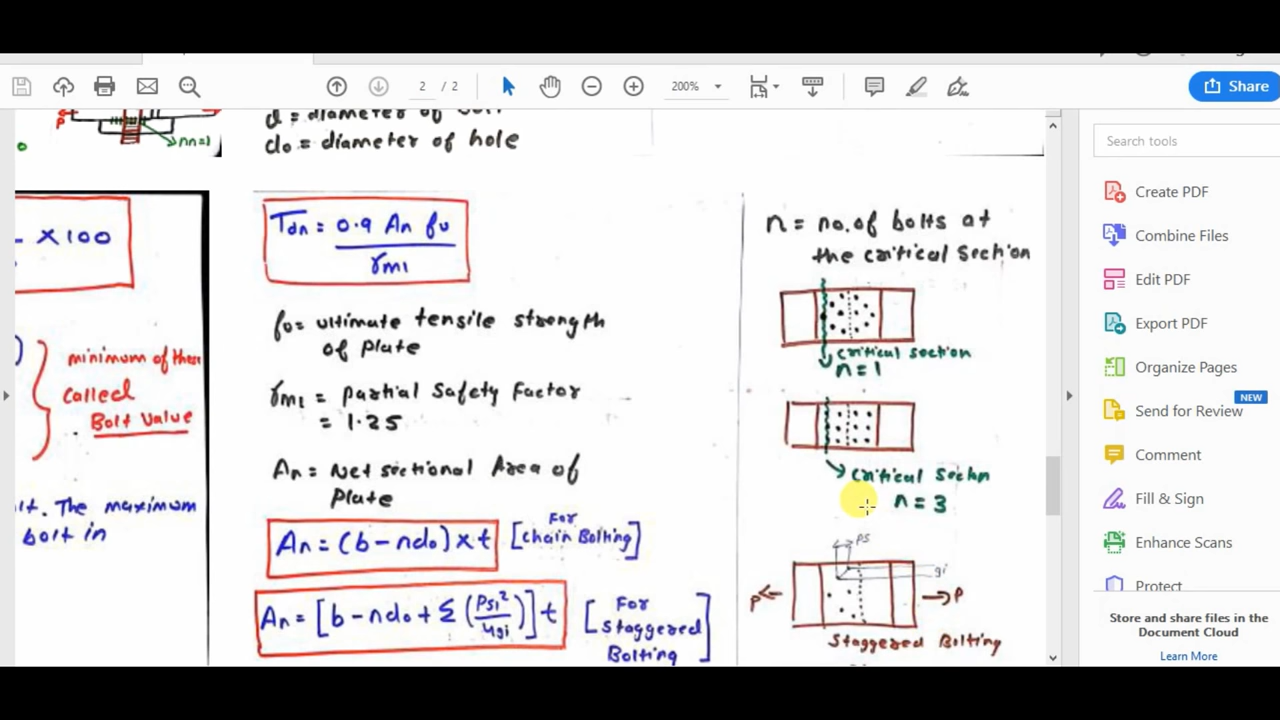 2 / 2
200%
Share
P
nn=1
do = diameter of hole
X 100
minimum of these
called
Bolt Value
lt. The maximum
bolt in
Tdn = 0.9 An fu
γm1
fu = ultimate tensile strength
of plate
γm1 = partial Safety Factor
= 1.25
An = Net sectional Area of
Plate
An = (b - ndo) x t
[For chain Bolting]
An = [b - ndo + Σ (Psi²/4gi)] t
[For
staggered
Bolting]
n = no. of bolts at
the critical Section
critical section
n = 1
critical Sectn
n = 3
PS
gi
P
P
Staggered Bolting
Search tools
Create PDF
Combine Files
Edit PDF
Export PDF
Organize Pages
NEW
Send for Review
Comment
Fill & Sign
Enhance Scans
Protect
Store and share files in the
Document Cloud
Learn More